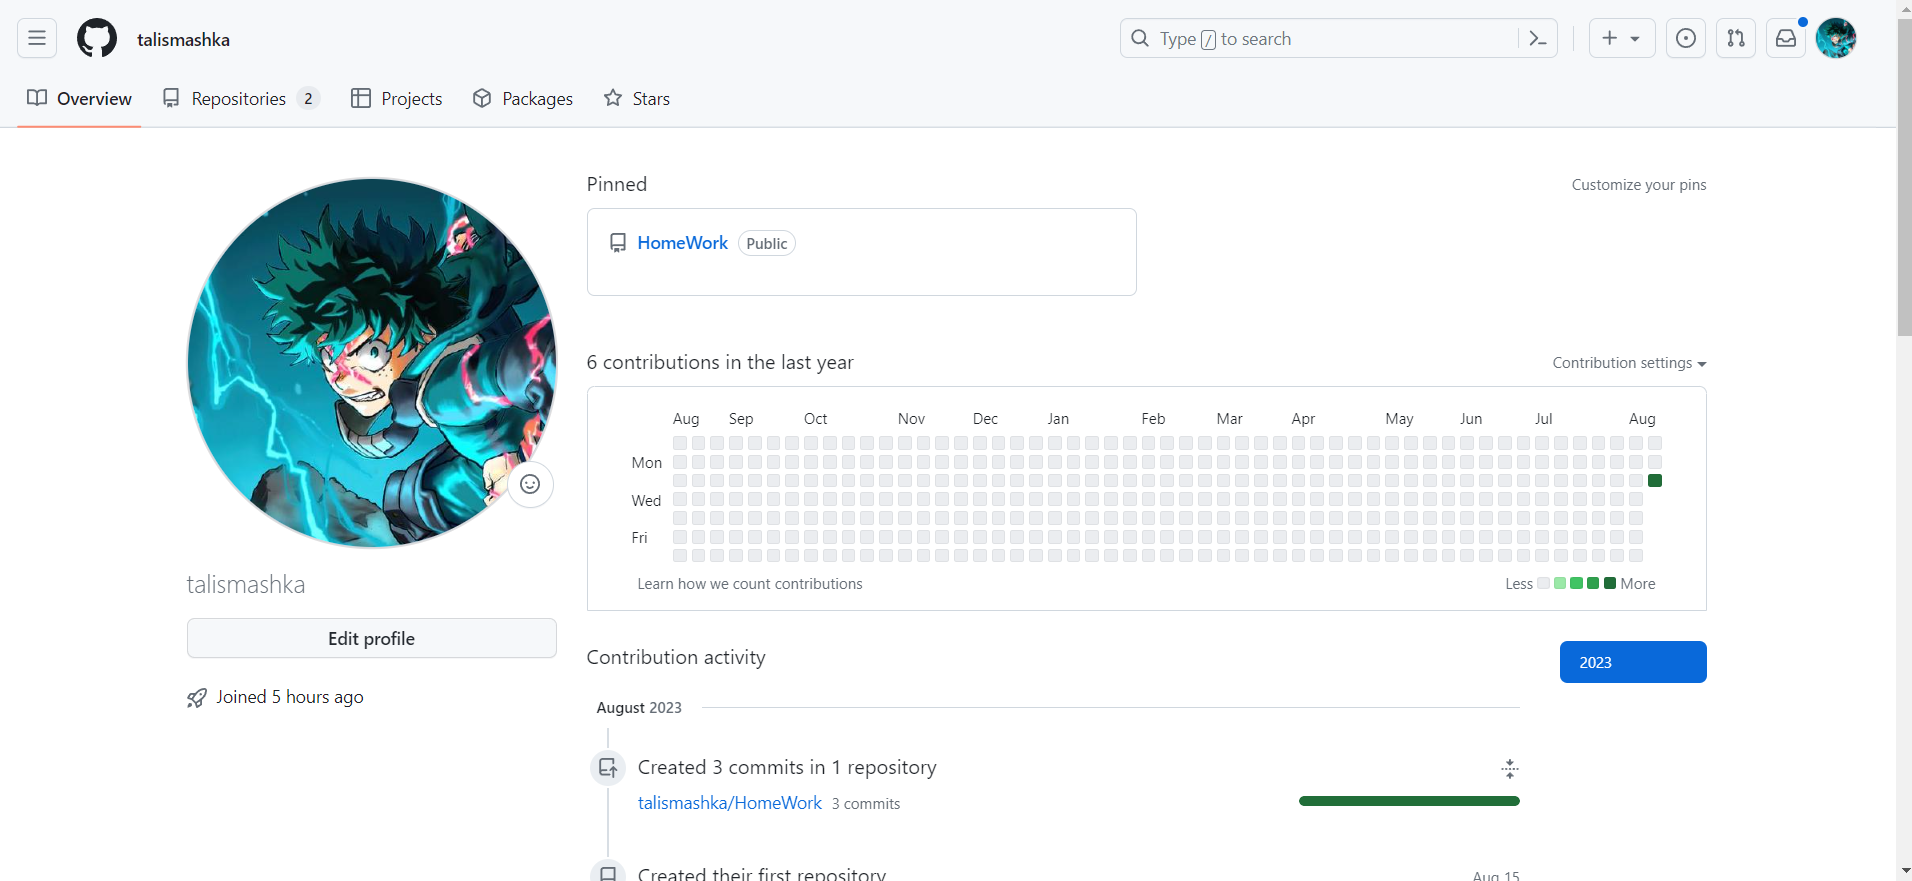 talismashka
Type / to search
Overview
Repositories 2
Projects
Packages
Stars
talismashka
Edit profile
Joined 5 hours ago
Pinned
Customize your pins
HomeWork Public
6 contributions in the last year
Contribution settings
Aug Sep Oct Nov Dec Jan Feb Mar Apr May Jun Jul Aug
Mon
Wed
Fri
Learn how we count contributions
Less More
Contribution activity
2023
August 2023
Created 3 commits in 1 repository
talismashka/HomeWork 3 commits
Created their first repository
Aug 15